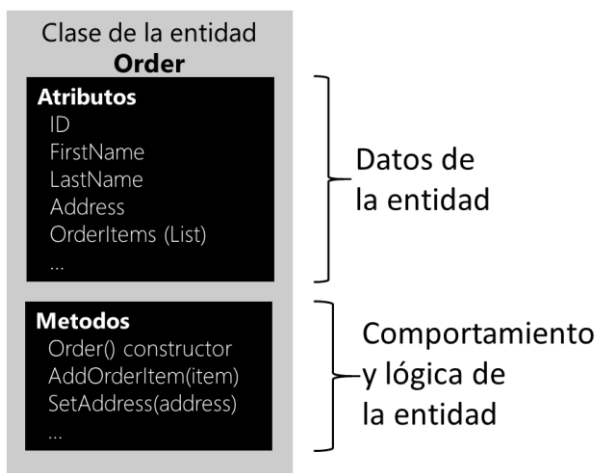 Clase de la entidad
Order
Atributos
ID
FirstName
LastName
Address
OrderItems (List)
...
Datos de
la entidad
Metodos
Order() constructor
AddOrderItem(item)
SetAddress(address)
...
Comportamiento
y lógica de
la entidad